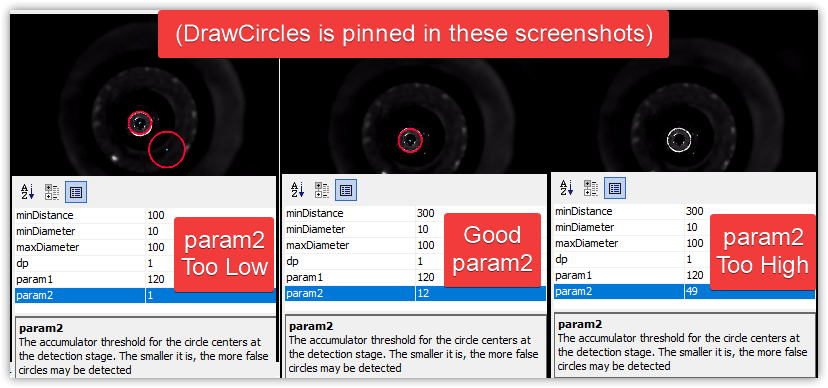 (DrawCircles is pinned in these screenshots)
minDistance 100
minDiameter 10
maxDiameter 100
dp 1
param1 120
param2 1
param2
Too Low
param2
The accumulator threshold for the circle centers at
the detection stage. The smaller it is, the more false
circles may be detected
minDistance 300
minDiameter 10
maxDiameter 100
dp 1
param1 120
param2 12
Good
param2
param2
The accumulator threshold for the circle centers at
the detection stage. The smaller it is, the more false
circles may be detected
minDistance 300
minDiameter 10
maxDiameter 100
dp 1
param1 120
param2 49
param2
Too High
param2
The accumulator threshold for the circle centers at
the detection stage. The smaller it is, the more false
circles may be detected